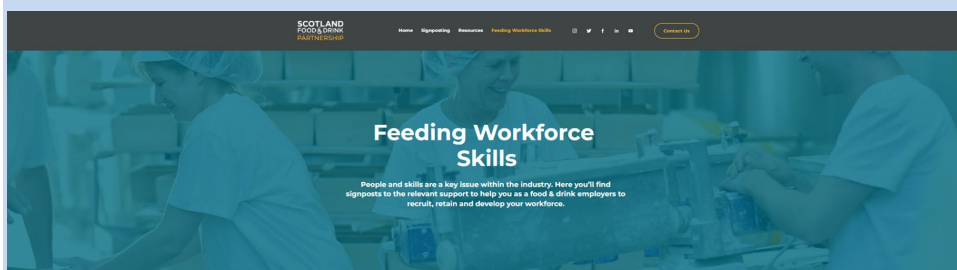 SCOTLAND
FOOD & DRINK
PARTNERSHIP
Home Signposting Resources Feeding Workforce Skills Contact Us
Feeding Workforce
Skills
People and skills are a key issue within the industry. Here you'll find
signposts to the relevant support to help you as a food & drink employers to
recruit, retain and develop your workforce.